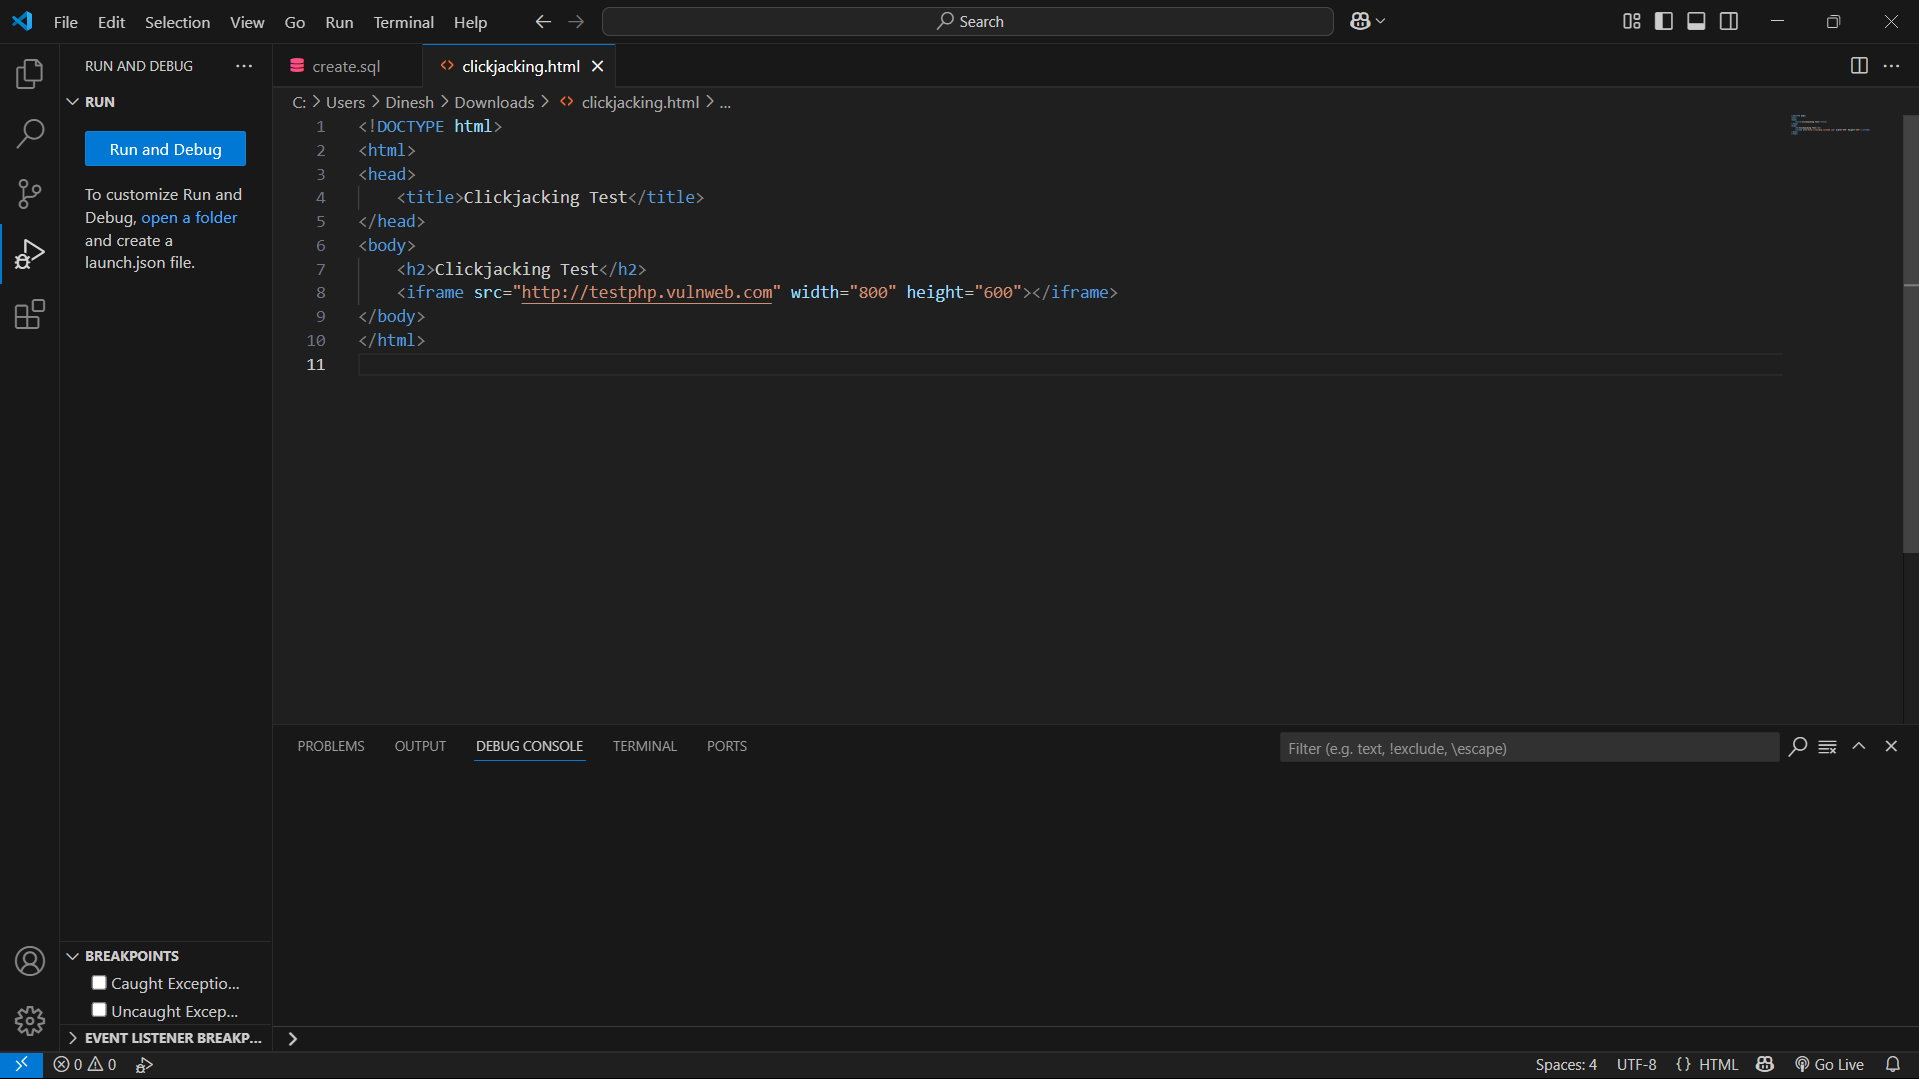 File Edit Selection View Go Run Terminal Help
Search
RUN AND DEBUG
RUN
Run and Debug
To customize Run and
Debug, open a folder
and create a
launch.json file.
create.sql
clickjacking.html
C: > Users > Dinesh > Downloads > <> clickjacking.html > ...
1 <!DOCTYPE html>
2 <html>
3 <head>
4     <title>Clickjacking Test</title>
5 </head>
6 <body>
7     <h2>Clickjacking Test</h2>
8     <iframe src="http://testphp.vulnweb.com" width="800" height="600"></iframe>
9 </body>
10 </html>
11
PROBLEMS OUTPUT DEBUG CONSOLE TERMINAL PORTS
Filter (e.g. text, !exclude, \escape)
BREAKPOINTS
Caught Exceptio...
Uncaught Excep...
EVENT LISTENER BREAKP...
0 0
Spaces: 4 UTF-8 {} HTML Go Live